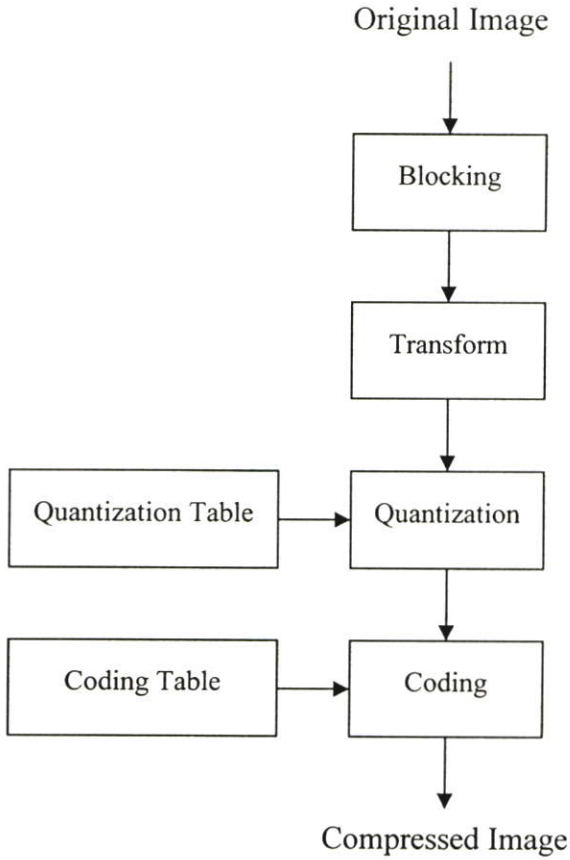 Original Image
Blocking
Transform
Quantization Table
Quantization
Coding Table
Coding
Compressed Image